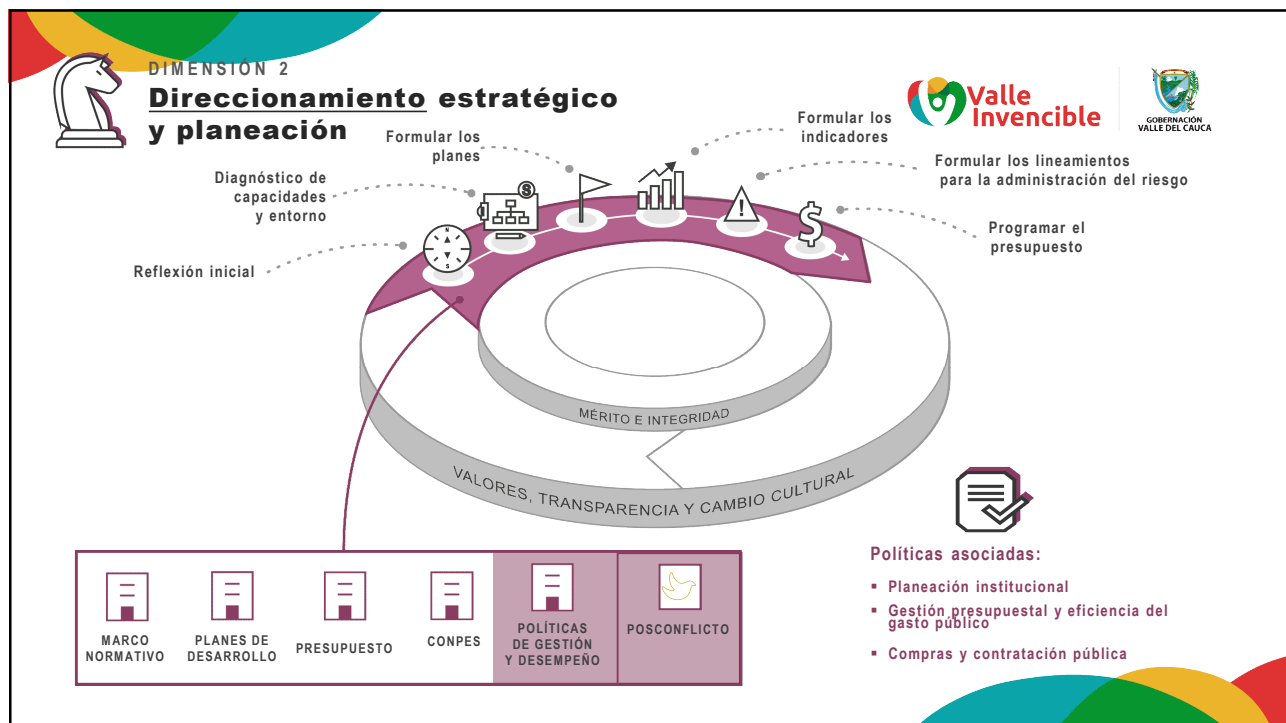 DIMENSIÓN 2
Direccionamiento estratégico
y planeación
Valle
Invencible
GOBERNACIÓN
VALLE DEL CAUCA
Reflexión inicial
Diagnóstico de
capacidades
y entorno
Formular los
planes
Formular los
indicadores
Formular los lineamientos
para la administración del riesgo
Programar el
presupuesto
N
S
S
!
$
MÉRITO E INTEGRIDAD
VALORES, TRANSPARENCIA Y CAMBIO CULTURAL
MARCO
NORMATIVO
PLANES DE
DESARROLLO
PRESUPUESTO
CONPES
POLÍTICAS
DE GESTIÓN
Y DESEMPEÑO
POSCONFLICTO
Políticas asociadas:
▪ Planeación institucional
▪ Gestión presupuestal y eficiencia del
gasto público
▪ Compras y contratación pública